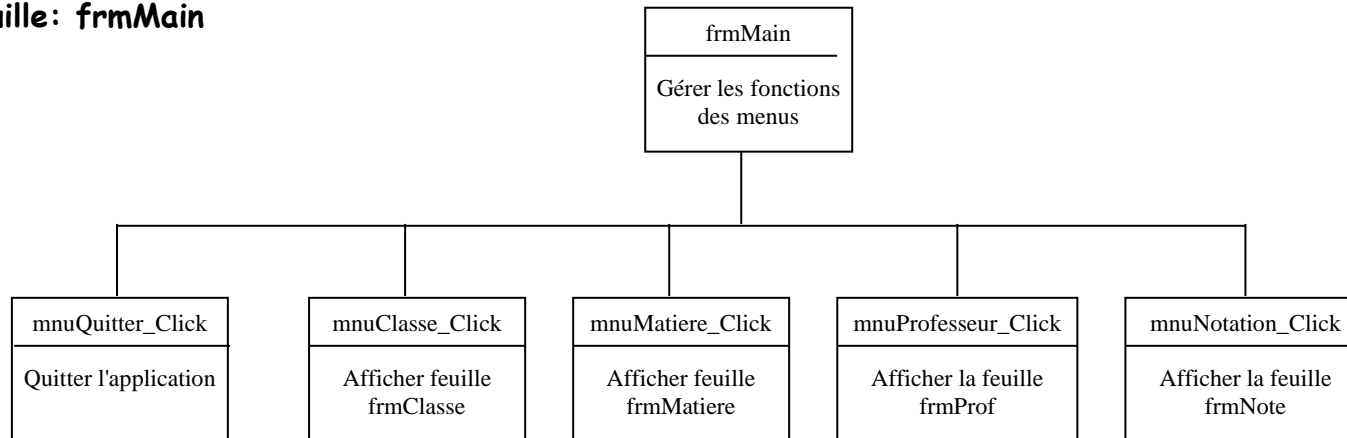 frmMain
frmMain
Gérer les fonctions
des menus
mnuQuitter_Click
Quitter l'application
mnuClasse_Click
Afficher feuille
frmClasse
mnuMatiere_Click
Afficher feuille
frmMatiere
mnuProfesseur_Click
Afficher la feuille
frmProf
mnuNotation_Click
Afficher la feuille
frmNote